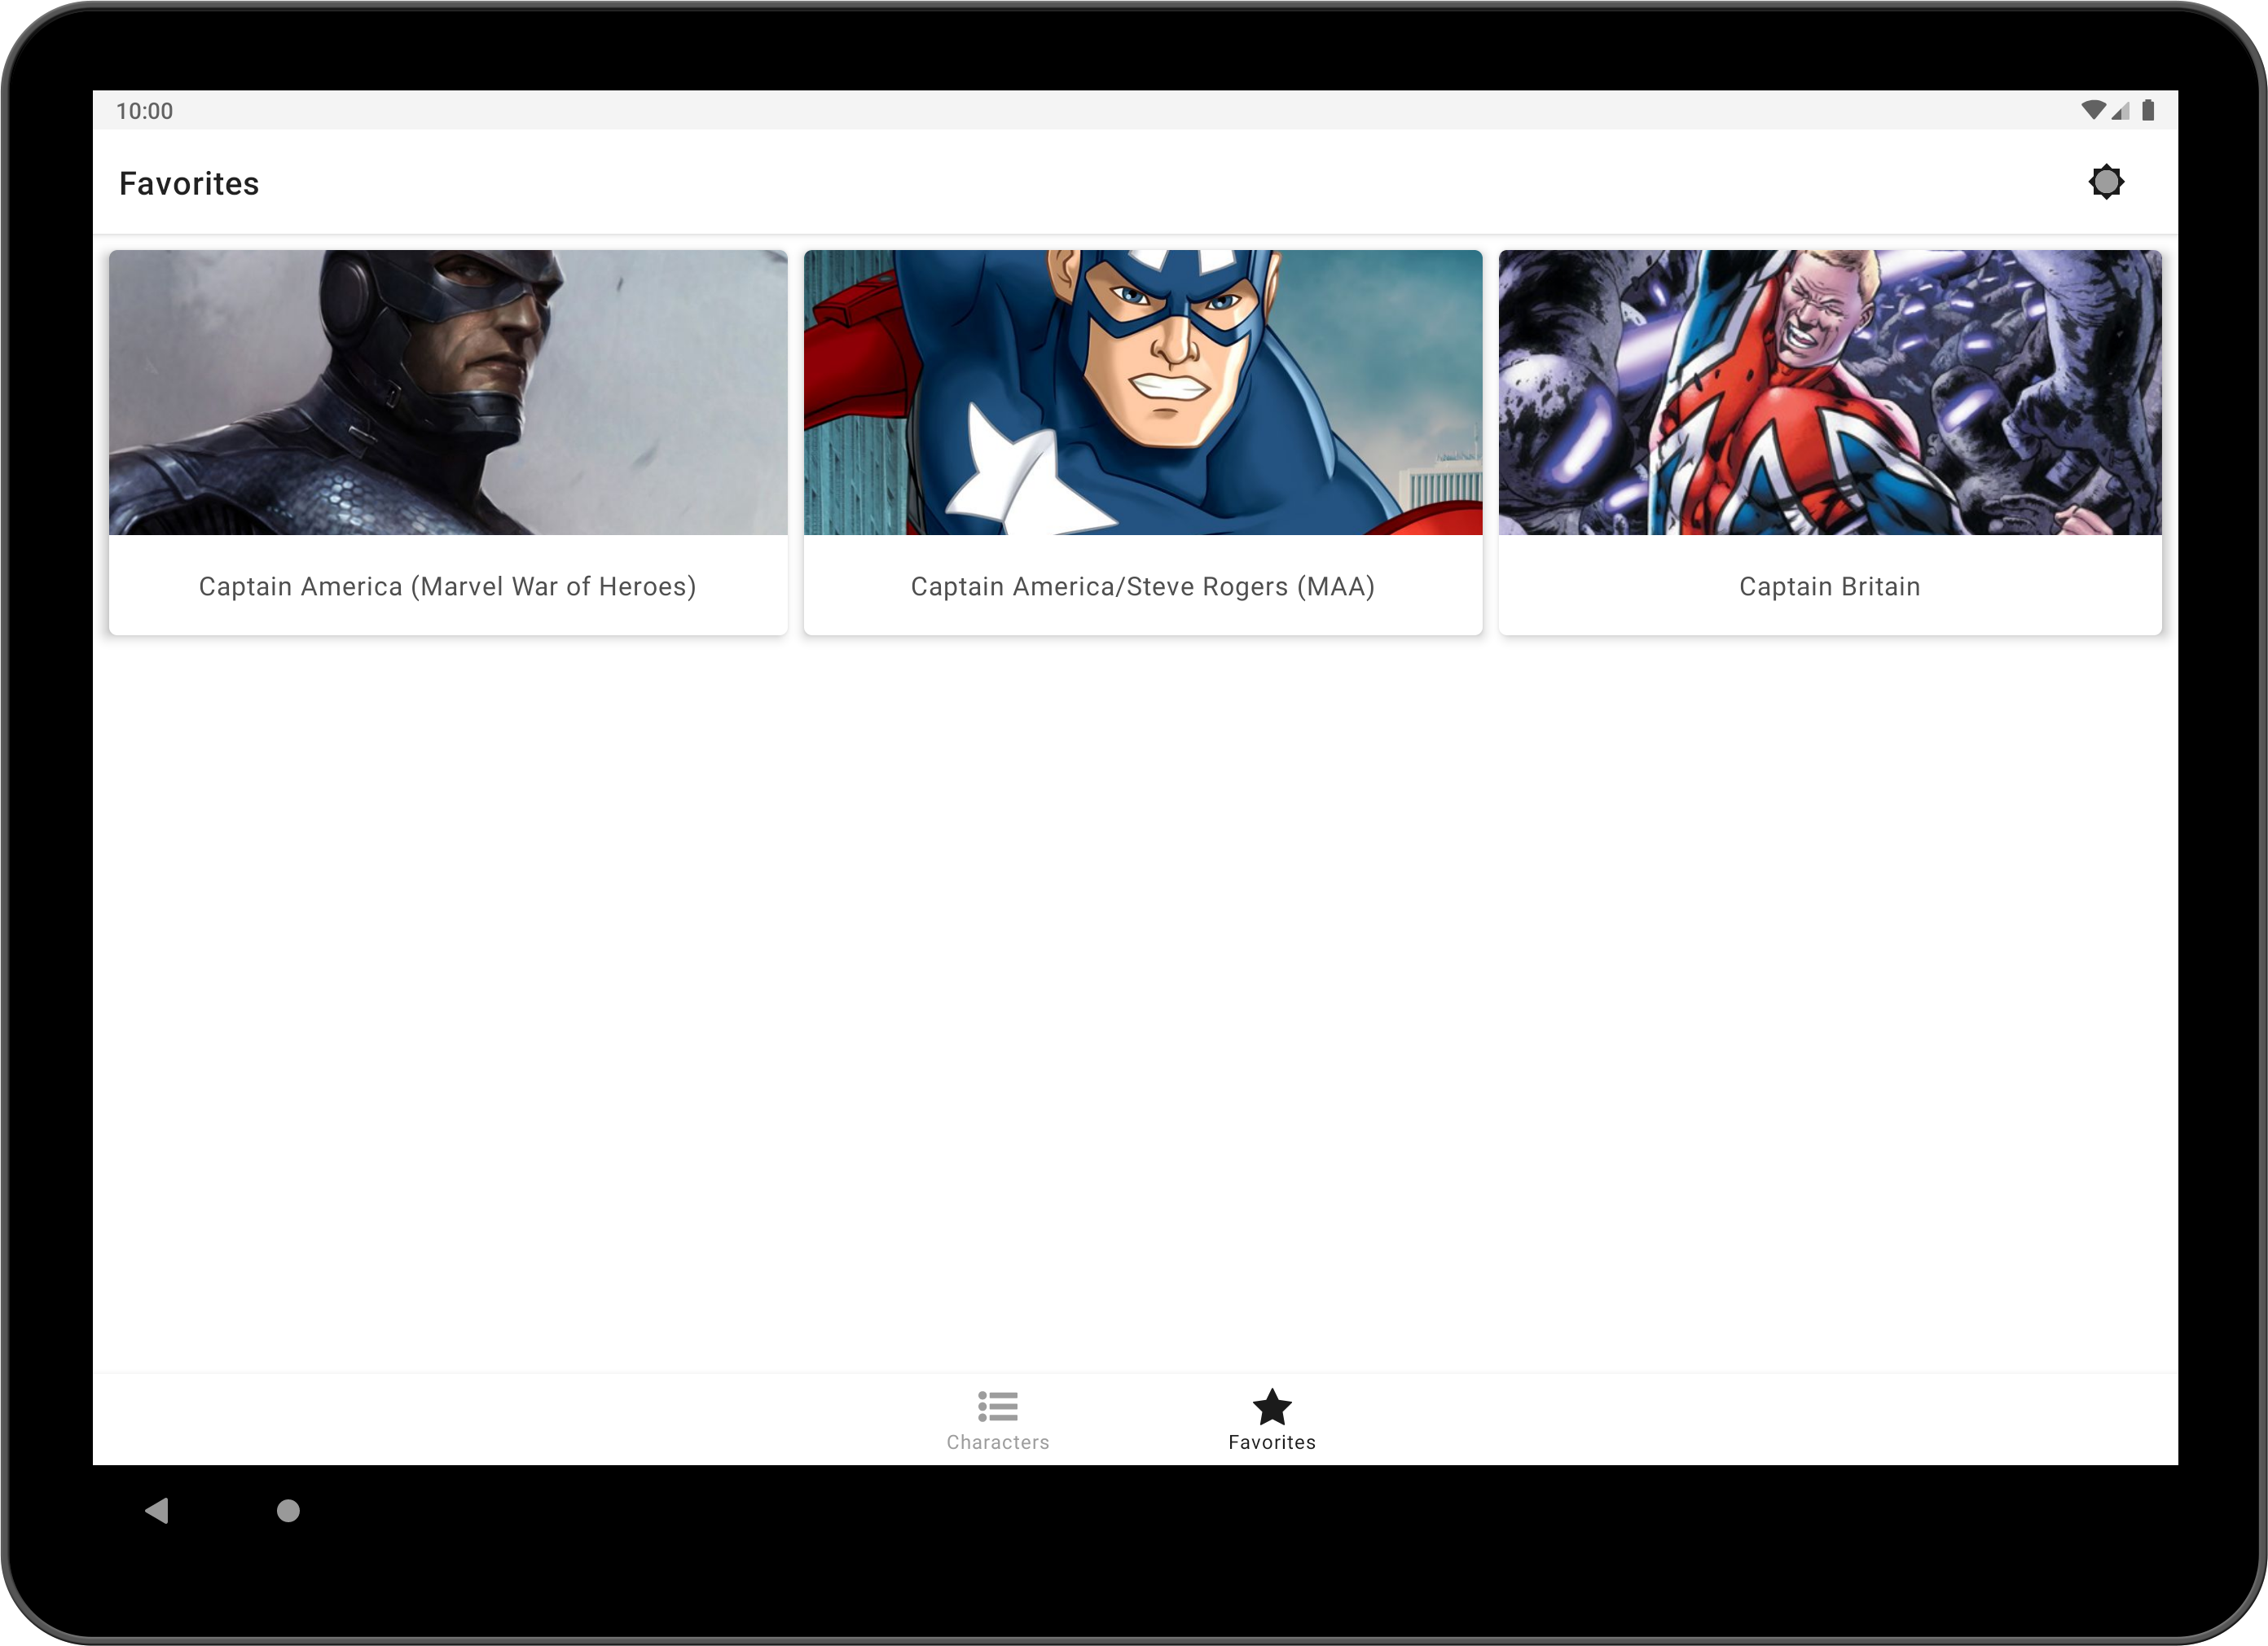 10:00
Favorites
Captain America (Marvel War of Heroes)
Captain America/Steve Rogers (MAA)
Captain Britain
Characters
Favorites